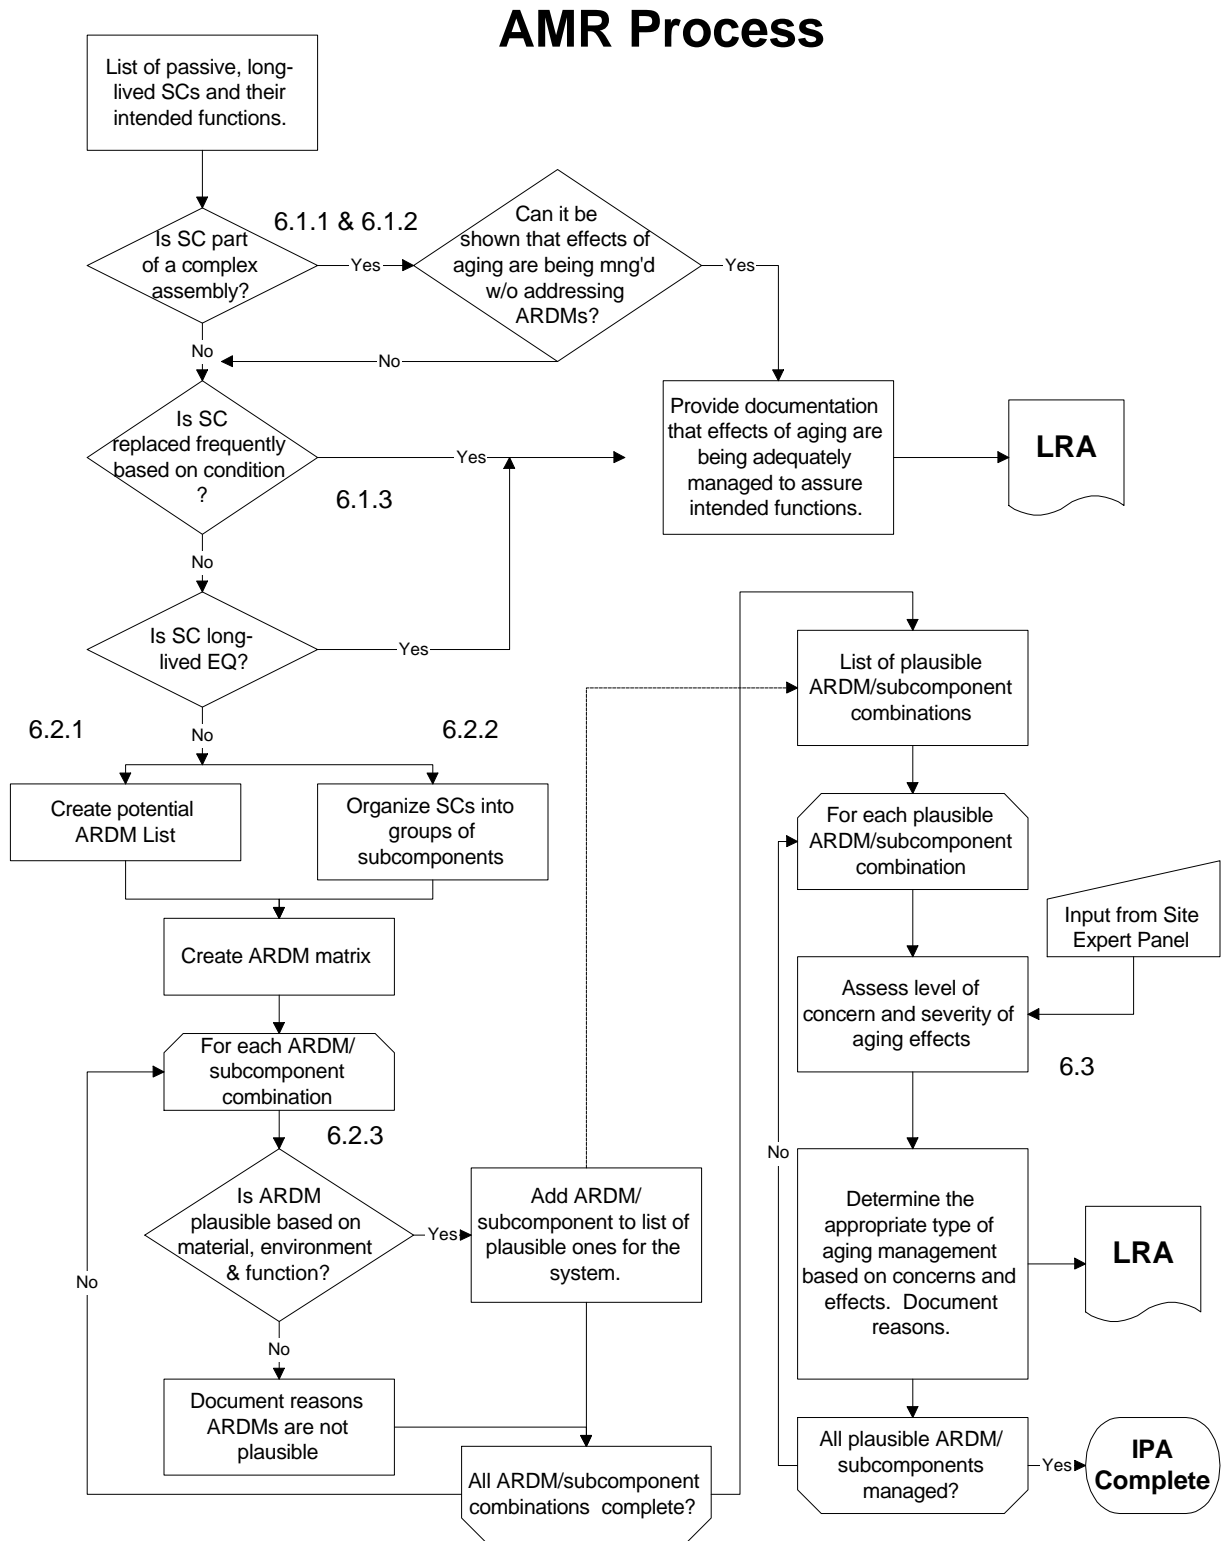 AMR Process
List of passive, long-
lived SCs and their
intended functions.
6.1.1 & 6.1.2
Is SC part
of a complex
assembly?
Yes
Can it be
shown that effects of
aging are being mng'd
w/o addressing
ARDMs?
Yes
No
No
Is SC
replaced frequently
based on condition
?
Yes
6.1.3
Provide documentation
that effects of aging are
being adequately
managed to assure
intended functions.
LRA
No
Is SC long-
lived EQ?
Yes
No
6.2.1
6.2.2
Create potential
ARDM List
Organize SCs into
groups of
subcomponents
Create ARDM matrix
For each ARDM/
subcomponent
combination
6.2.3
Is ARDM
plausible based on
material, environment
& function?
Yes
Add ARDM/
subcomponent to list of
plausible ones for the
system.
No
No
Document reasons
ARDMs are not
plausible
All ARDM/subcomponent
combinations complete?
List of plausible
ARDM/subcomponent
combinations
For each plausible
ARDM/subcomponent
combination
Input from Site
Expert Panel
Assess level of
concern and severity of
aging effects
6.3
No
Determine the
appropriate type of
aging management
based on concerns and
effects. Document
reasons.
LRA
All plausible ARDM/
subcomponents
managed?
Yes
IPA
Complete